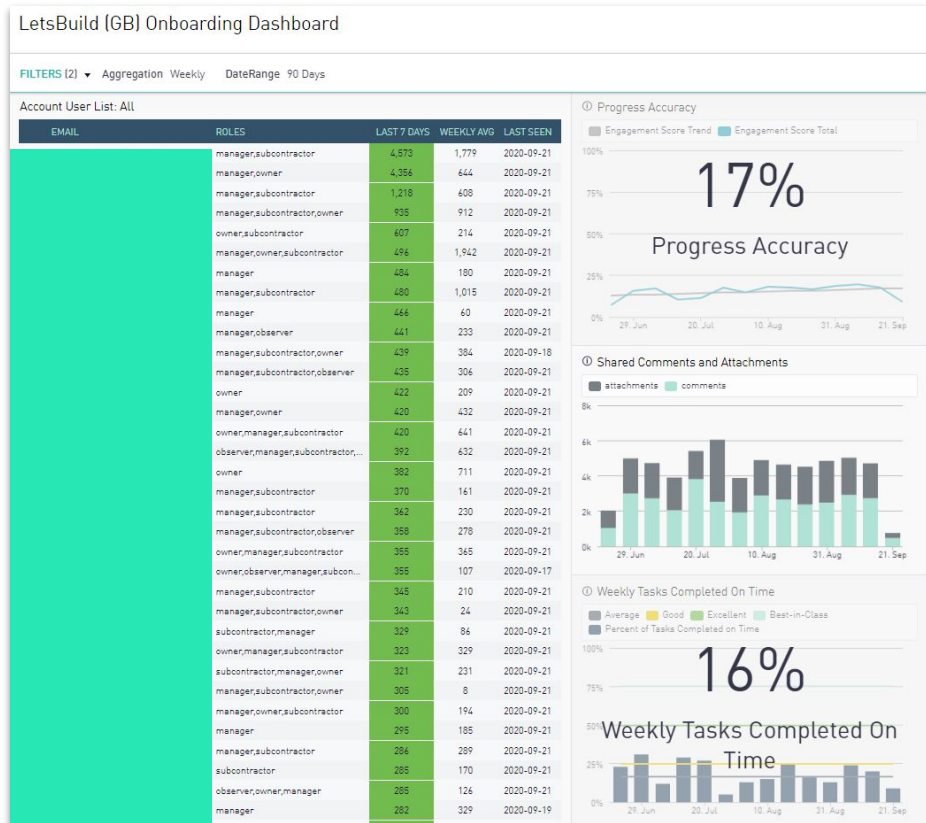 LetsBuild (GB) Onboarding Dashboard
FILTERS (2) Aggregation Weekly DateRange 90 Days
Account User List: All
EMAIL ROLES LAST 7 DAYS WEEKLY AVG LAST SEEN
manager,subcontractor 4,573 1,779 2020-09-21
manager,owner 4,356 644 2020-09-21
manager,subcontractor 1,218 608 2020-09-21
manager,subcontractor,owner 935 912 2020-09-21
owner,subcontractor 607 214 2020-09-21
manager,owner,subcontractor 496 1,942 2020-09-21
manager 484 180 2020-09-21
manager,subcontractor 480 1,015 2020-09-21
manager 466 60 2020-09-21
manager,observer 441 233 2020-09-21
manager,subcontractor,owner 439 384 2020-09-18
manager,subcontractor,observer 435 306 2020-09-21
owner 422 209 2020-09-21
manager,owner 420 432 2020-09-21
owner,manager,subcontractor 420 641 2020-09-21
observer,manager,subcontractor,... 392 632 2020-09-21
owner 382 711 2020-09-21
manager,subcontractor 370 161 2020-09-21
manager,subcontractor 362 230 2020-09-21
manager,subcontractor,observer 358 278 2020-09-21
owner,manager,subcontractor 355 365 2020-09-21
owner,observer,manager,subcon... 355 107 2020-09-17
manager,subcontractor 345 210 2020-09-21
manager,subcontractor,owner 343 24 2020-09-21
subcontractor,manager 329 86 2020-09-21
owner,manager,subcontractor 323 329 2020-09-21
subcontractor,manager,owner 321 231 2020-09-21
manager,subcontractor,owner 305 8 2020-09-21
manager,owner,subcontractor 300 194 2020-09-21
manager 295 185 2020-09-21
manager,subcontractor 286 289 2020-09-21
subcontractor 285 170 2020-09-21
observer,owner,manager 285 126 2020-09-21
manager 282 329 2020-09-19
Progress Accuracy
Engagement Score Trend Engagement Score Total
100%
17%
75%
50%
Progress Accuracy
25%
0%
29. Jun 20. Jul 10. Aug 31. Aug 21. Sep
Shared Comments and Attachments
attachments comments
8k
6k
4k
2k
0k
29. Jun 20. Jul 10. Aug 31. Aug 21. Sep
Weekly Tasks Completed On Time
Average Good Excellent Best-in-Class
Percent of Tasks Completed on Time
100%
16%
75%
50%
Weekly Tasks Completed On
Time
25%
0%
29. Jun 20. Jul 10. Aug 31. Aug 21. Sep